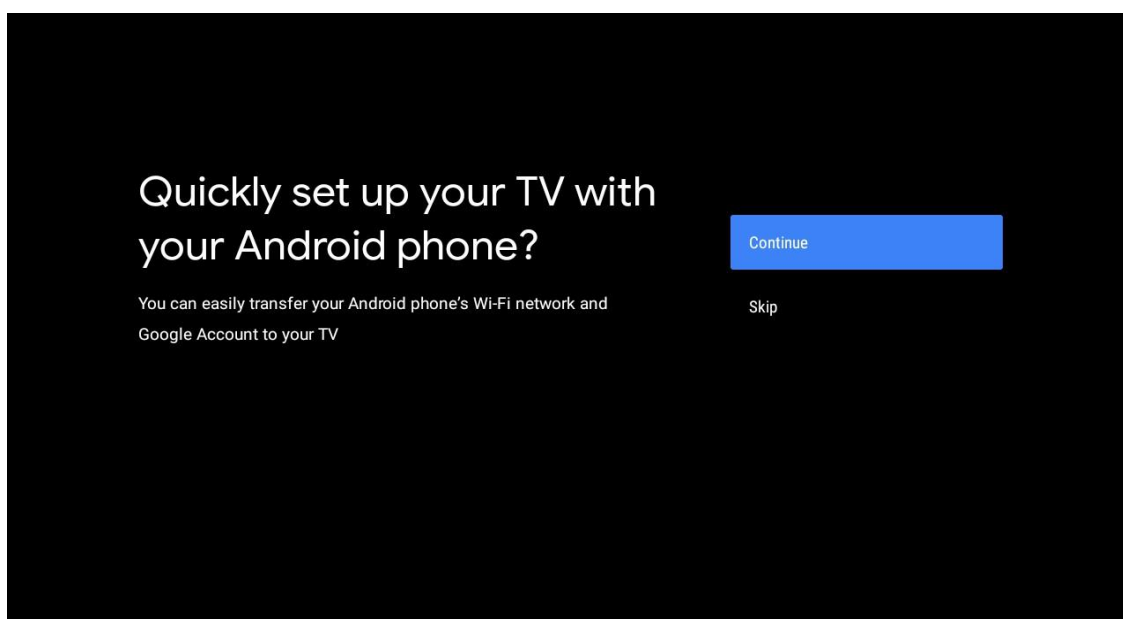 Quickly set up your TV with
your Android phone?
You can easily transfer your Android phone’s Wi-Fi network and
Google Account to your TV
Continue
Skip